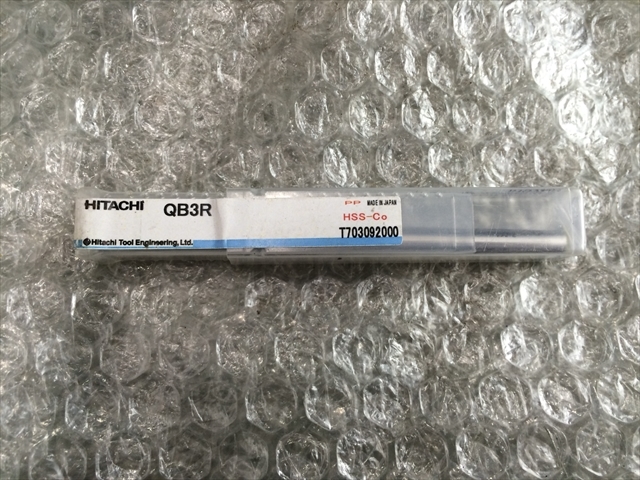 HITACHI QB3R
PP MADE IN JAPAN
HSS-Co
Hitachi Tool Engineering, Ltd. T703092000